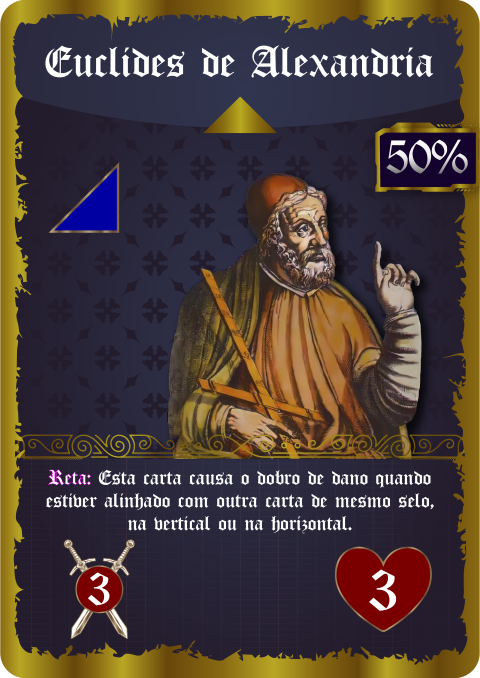 Euclides de Alexandria
50%
Reta: Esta carta causa o dobro de dano quando
estiver alinhado com outra carta de mesmo selo,
na vertical ou na horizontal.
3
3